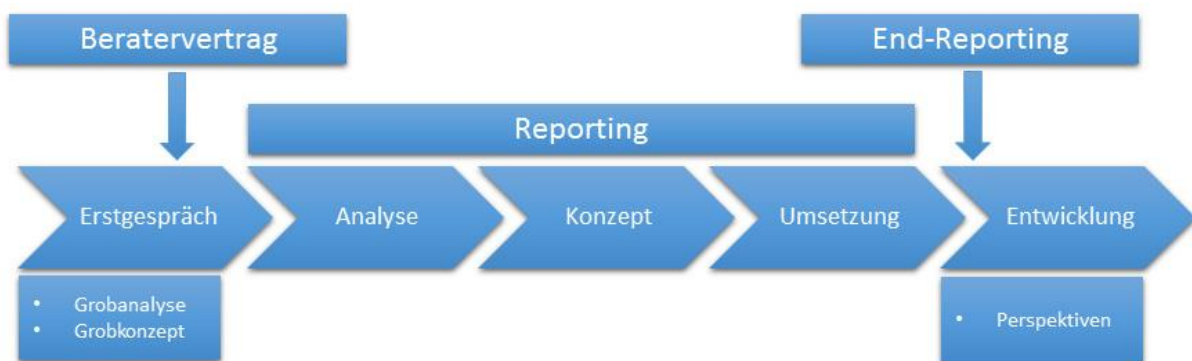 Beratervertrag
End-Reporting
Reporting
Erstgespräch
Analyse
Konzept
Umsetzung
Entwicklung
• Grobanalyse
• Grobkonzept
• Perspektiven